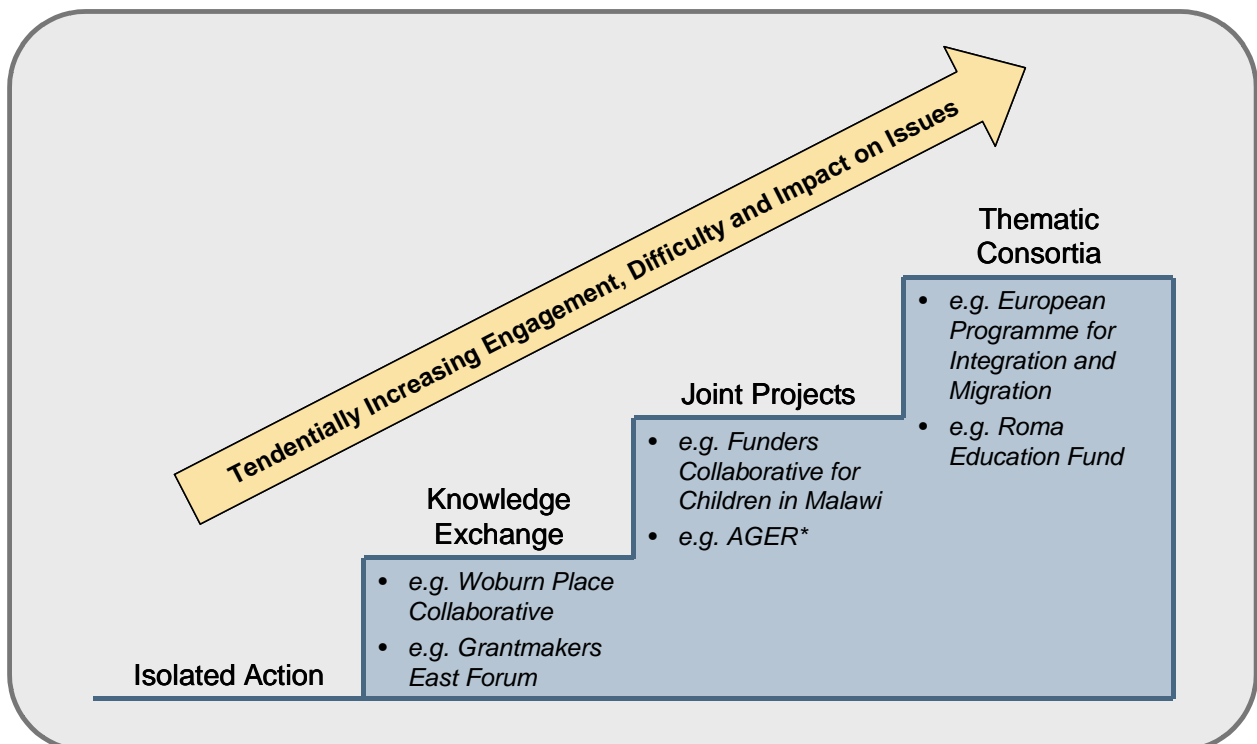 Tendentially Increasing Engagement, Difficulty and Impact on Issues
Thematic
Consortia
• e.g. European
Programme for
Integration and
Migration
• e.g. Roma
Education Fund
Joint Projects
• e.g. Funders
Collaborative for
Children in Malawi
• e.g. AGER*
Knowledge
Exchange
• e.g. Woburn Place
Collaborative
• e.g. Grantmakers
East Forum
Isolated Action